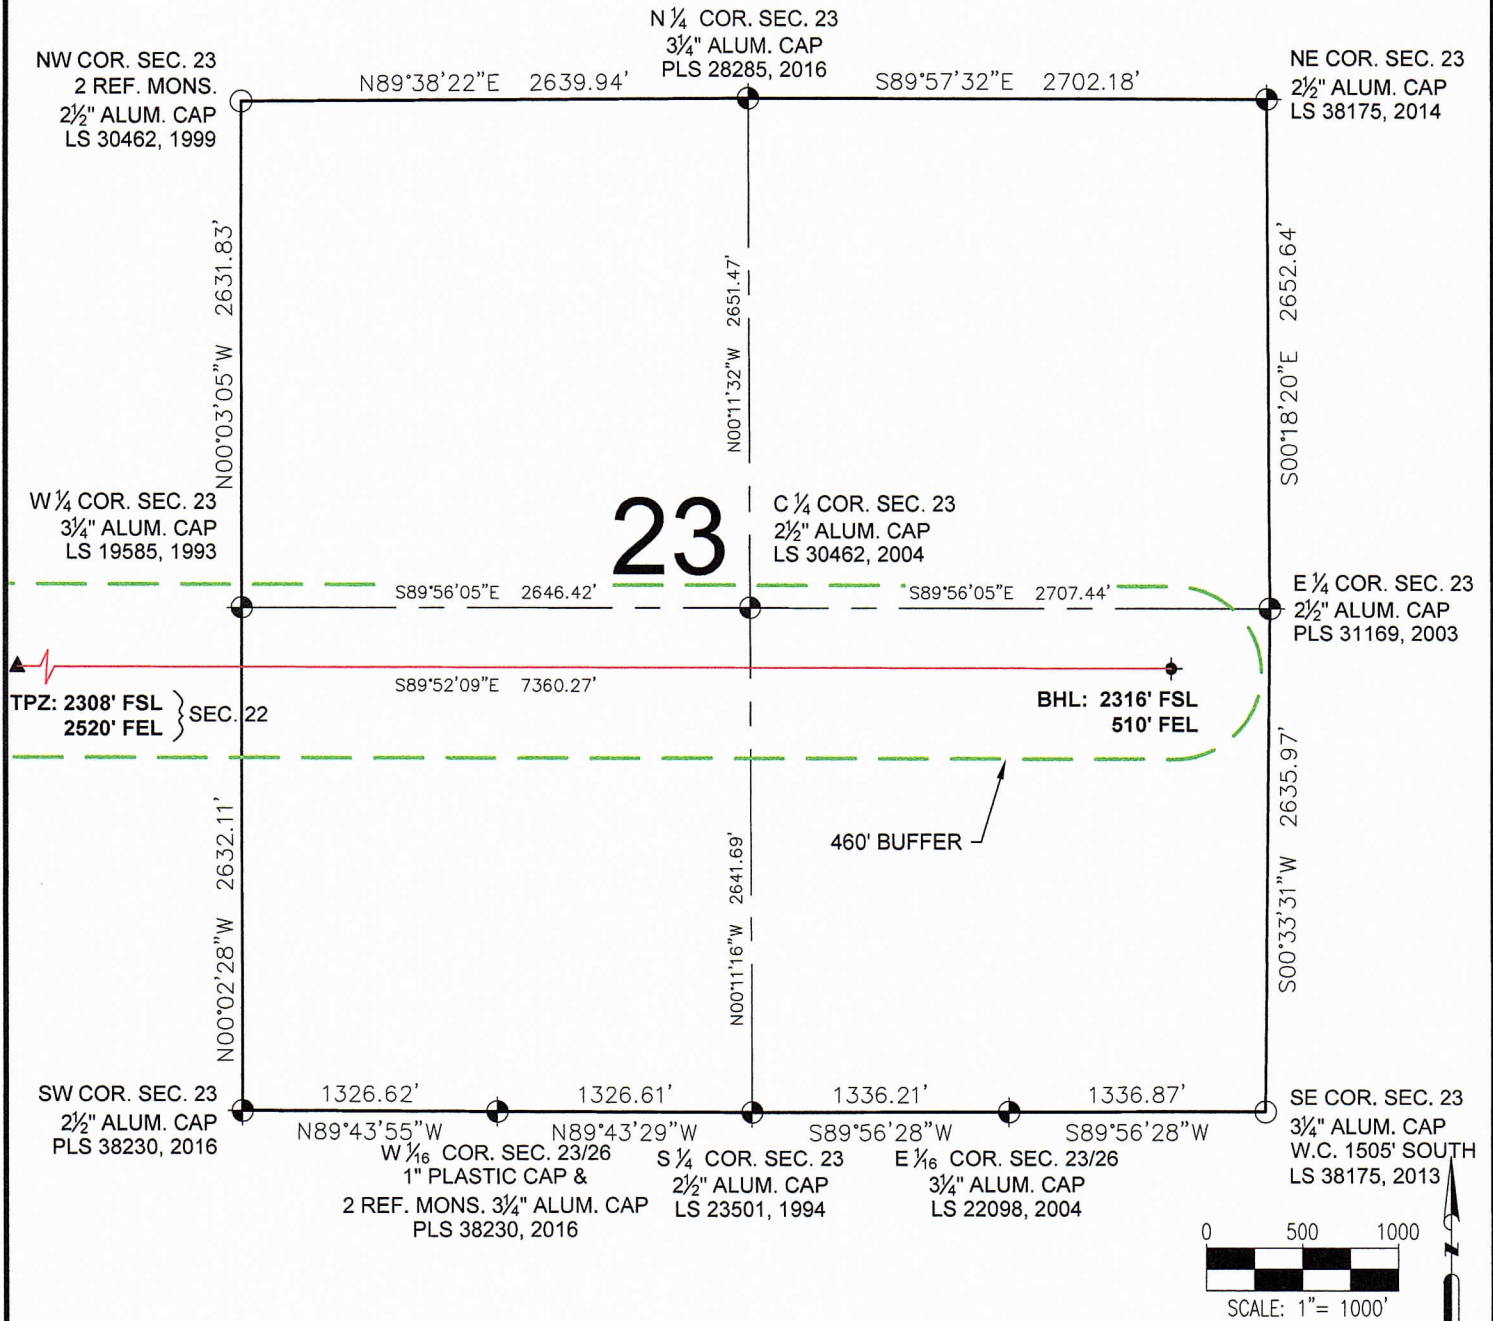 N ¼ COR. SEC. 23
3¼" ALUM. CAP
PLS 28285, 2016
NW COR. SEC. 23
2 REF. MONS.
2½" ALUM. CAP
LS 30462, 1999
N89°38'22"E 2639.94'
S89°57'32"E 2702.18'
NE COR. SEC. 23
2½" ALUM. CAP
LS 38175, 2014
N00°03'05"W 2631.83'
N00°11'32"W 2651.47'
S00°18'20"E 2652.64'
W ¼ COR. SEC. 23
3¼" ALUM. CAP
LS 19585, 1993
23
C ¼ COR. SEC. 23
2½" ALUM. CAP
LS 30462, 2004
E ¼ COR. SEC. 23
2½" ALUM. CAP
PLS 31169, 2003
S89°56'05"E 2646.42'
S89°56'05"E 2707.44'
S89°52'09"E 7360.27'
TPZ: 2308' FSL
2520' FEL
SEC. 22
BHL: 2316' FSL
510' FEL
460' BUFFER
N00°02'28"W 2632.11'
N00°11'16"W 2641.69'
S00°33'31"W 2635.97'
SW COR. SEC. 23
2½" ALUM. CAP
PLS 38230, 2016
1326.62'
1326.61'
1336.21'
1336.87'
N89°43'55"W
N89°43'29"W
S89°56'28"W
S89°56'28"W
W 1⁄16 COR. SEC. 23/26
1" PLASTIC CAP &
2 REF. MONS. 3¼" ALUM. CAP
PLS 38230, 2016
S ¼ COR. SEC. 23
2½" ALUM. CAP
LS 23501, 1994
E 1⁄16 COR. SEC. 23/26
3¼" ALUM. CAP
LS 22098, 2004
SE COR. SEC. 23
3¼" ALUM. CAP
W.C. 1505' SOUTH
LS 38175, 2013
N
0 500 1000
SCALE: 1"= 1000'